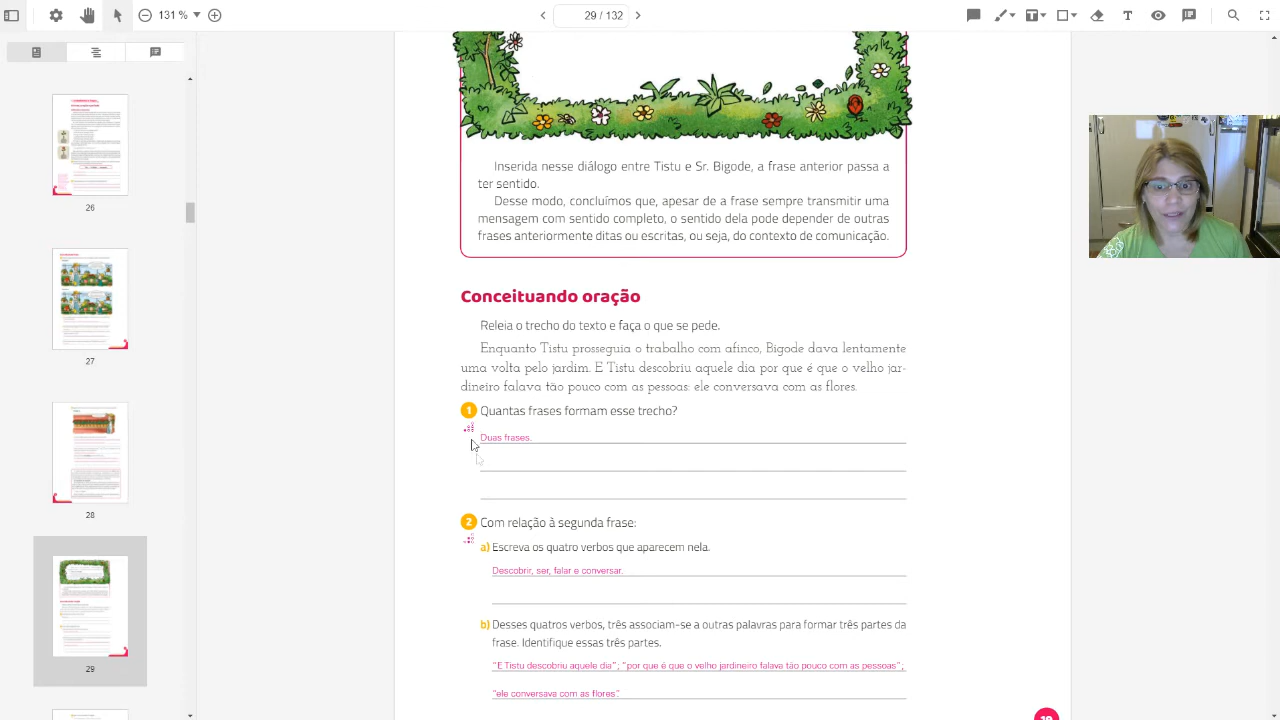 131 %
29 / 132
26
27
28
29
Inserida nesse diálogo entre Tistu e Bigode, a frase anterior passa a
ter sentido.
Desse modo, concluímos que, apesar de a frase sempre transmitir uma
mensagem com sentido completo, o sentido dela pode depender de outras
frases anteriormente ditas ou escritas, ou seja, do contexto de comunicação.
Conceituando oração
Releia o trecho do texto e faça o que se pede.
Enquanto Tistu prosseguia o trabalho com afinco, Bigode dava lentamente
uma volta pelo jardim. E Tistu descobriu aquele dia por que é que o velho jar-
dineiro falava tão pouco com as pessoas: ele conversava com as flores.
1 Quantas frases formam esse trecho?
Duas frases.
2 Com relação à segunda frase:
a) Escreva os quatro verbos que aparecem nela.
Descobrir, ser, falar e conversar.
b) Desses quatros verbos, três associam-se a outras palavras para formar três partes da
frase. Identifique essas três partes.
"E Tistu descobriu aquele dia"; "por que é que o velho jardineiro falava tão pouco com as pessoas";
"ele conversava com as flores".
19